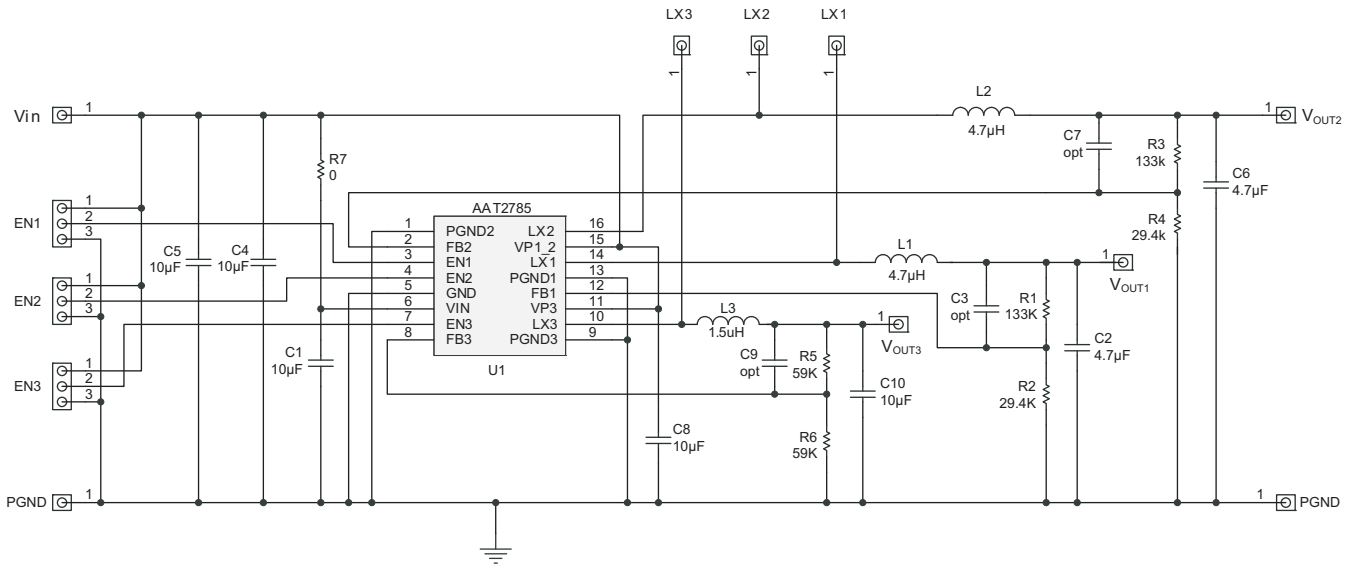 LX3
LX2
LX1
1
1
1
Vin
1
L2
4.7µH
1
VOUT2
C7
opt
R3
133k
C6
4.7µF
R7
0
R4
29.4k
EN1
1
2
3
C5
10µF
C4
10µF
AAT2785
1
2
3
4
5
6
7
8
PGND2
FB2
EN1
EN2
GND
VIN
EN3
FB3
LX2
VP1_2
LX1
PGND1
FB1
VP3
LX3
PGND3
16
15
14
13
12
11
10
9
U1
L1
4.7µH
1
VOUT1
EN2
1
2
3
C3
opt
R1
133K
C2
4.7µF
L3
1.5uH
1
VOUT3
C1
10µF
C9
opt
R5
59K
C10
10µF
R2
29.4K
EN3
1
2
3
C8
10µF
R6
59K
PGND
1
1
PGND